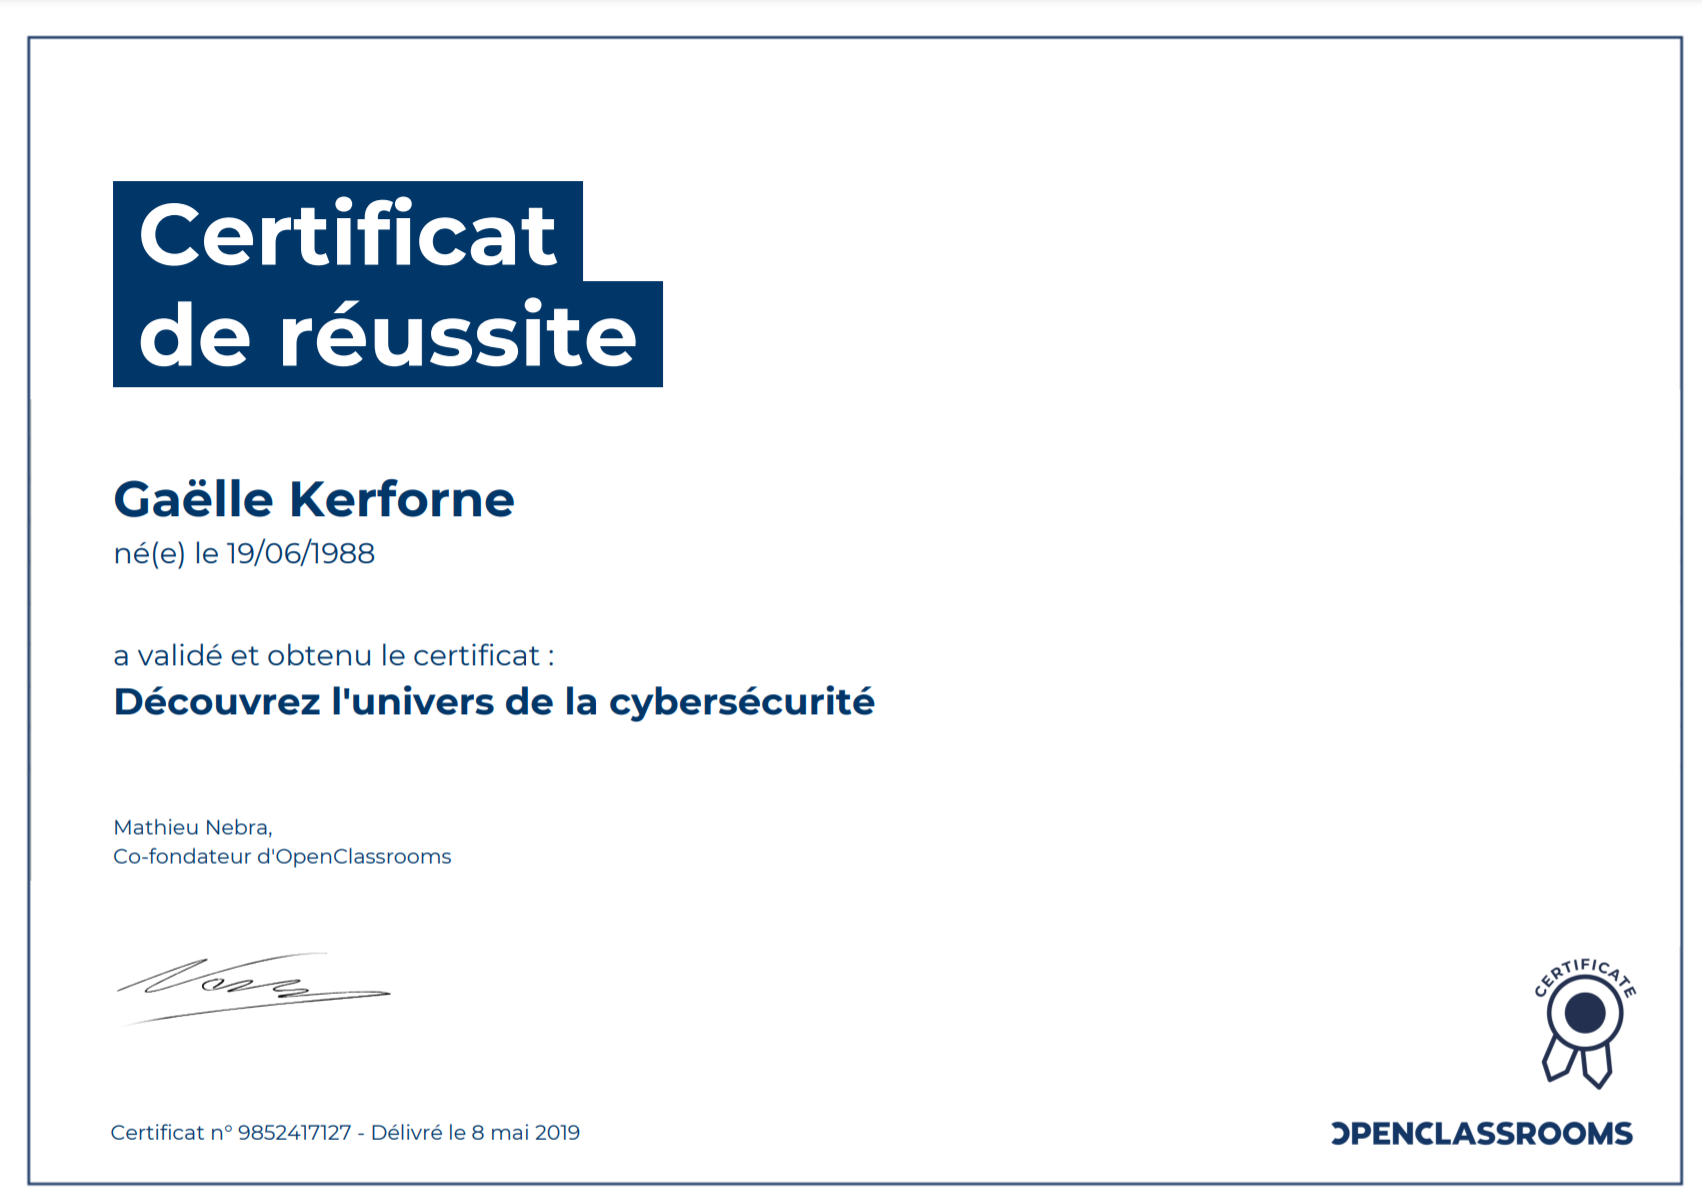 Certificat
de réussite
Gaëlle Kerforne
né(e) le 19/06/1988
a validé et obtenu le certificat :
Découvrez l'univers de la cybersécurité
Mathieu Nebra,
Co-fondateur d'OpenClassrooms
CERTIFICATE
Certificat n° 9852417127 - Délivré le 8 mai 2019
OPENCLASSROOMS